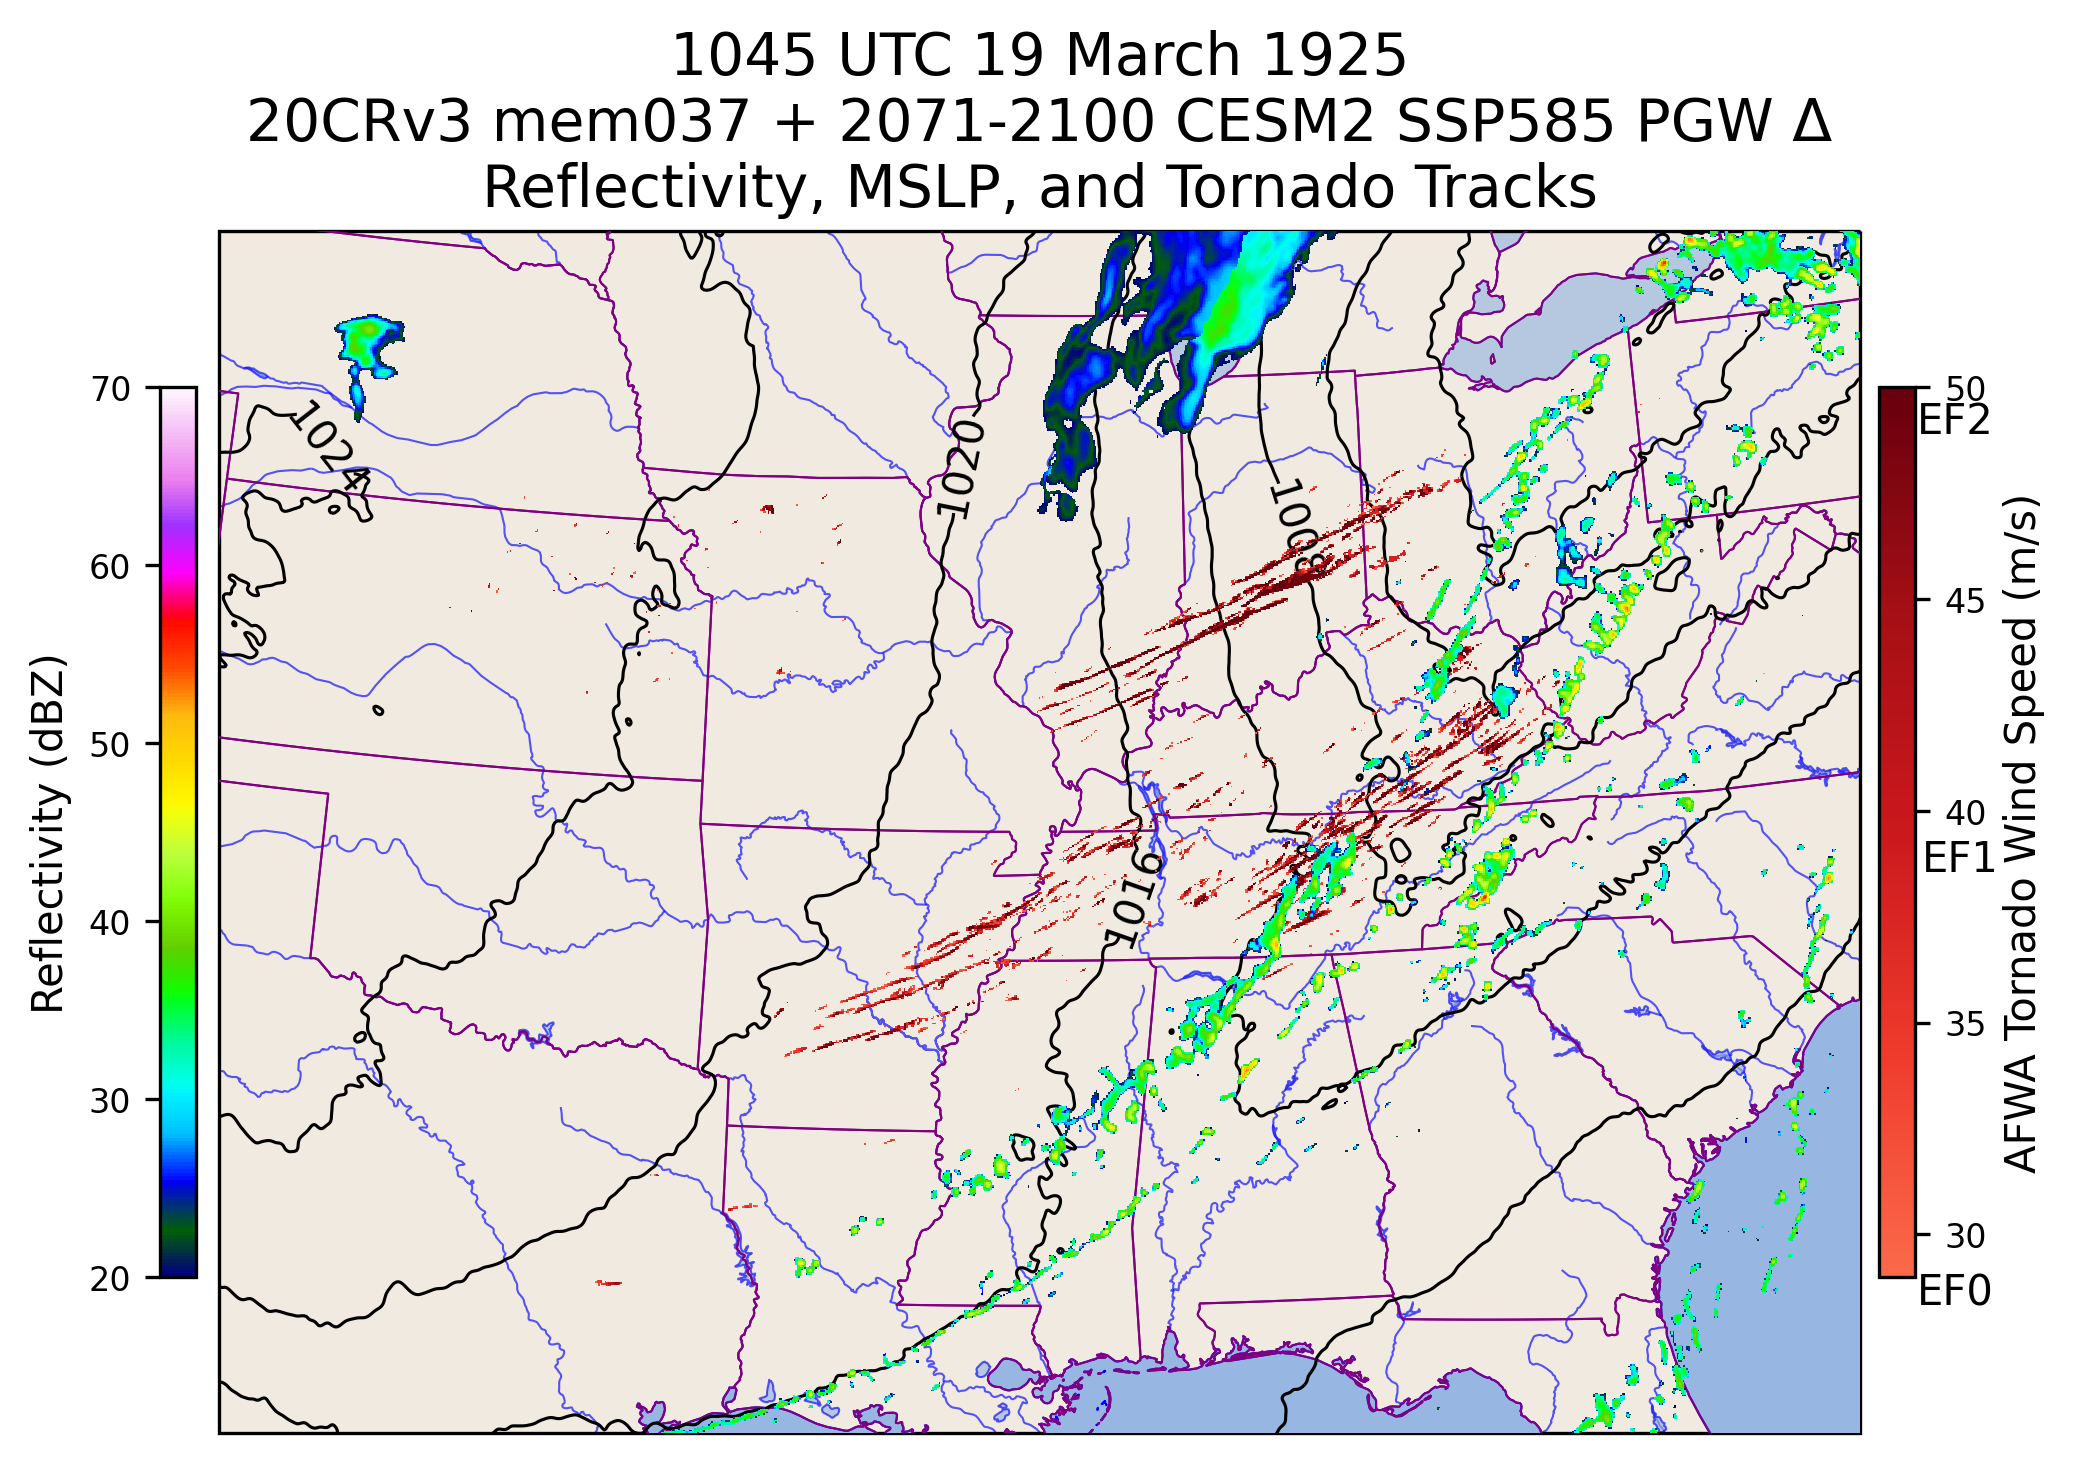 1045 UTC 19 March 1925
20CRv3 mem037 + 2071-2100 CESM2 SSP585 PGW Δ
Reflectivity, MSLP, and Tornado Tracks
Reflectivity (dBZ)
70
60
50
40
30
20
1024
1020
1008
1016
50
EF2
45
40
EF1
35
30
EF0
AFWA Tornado Wind Speed (m/s)